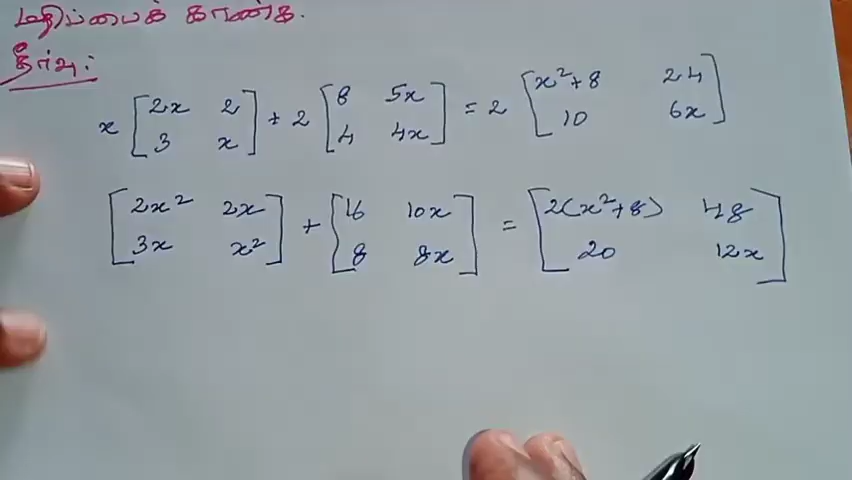 மதிப்பைக் காண்க.
தீர்வு:
x [2x 2] + 2 [8 5x] = 2 [x²+8 24]
[3 x] [4 4x] [10 6x]
[2x² 2x] + [16 10x] = [2(x²+8) 48]
[3x x²] [8 8x] [20 12x]